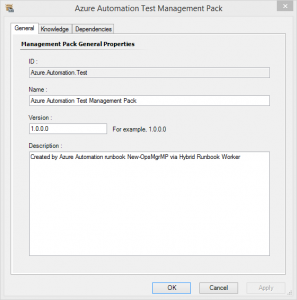 Azure Automation Test Management Pack
General Knowledge Dependencies
Management Pack General Properties
ID :
Azure.Automation.Test
Name :
Azure Automation Test Management Pack
Version :
1.0.0.0 For example, 1.0.0.0
Description :
Created by Azure Automation runbook New-OpsMgrMP via Hybrid Runbook Worker
OK Cancel Apply